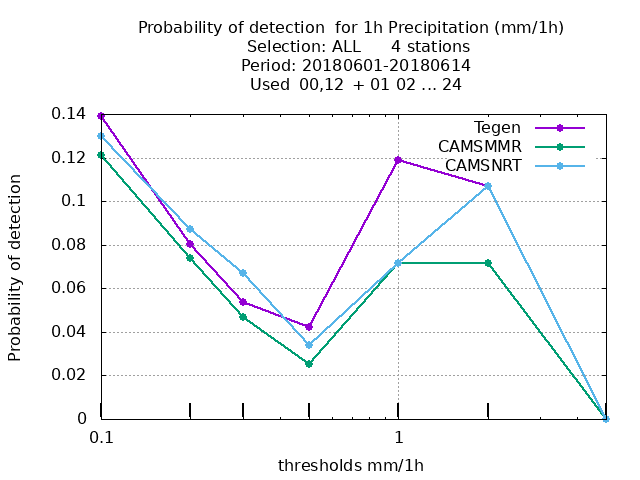 Probability of detection  for 1h Precipitation (mm/1h)
Selection: ALL      4 stations
Period: 20180601-20180614
Used  00,12  + 01 02 ... 24
Tegen
CAMSMMR
CAMSNRT
0.14
0.12
0.1
0.08
0.06
0.04
0.02
0
Probability of detection
0.1
1
thresholds mm/1h